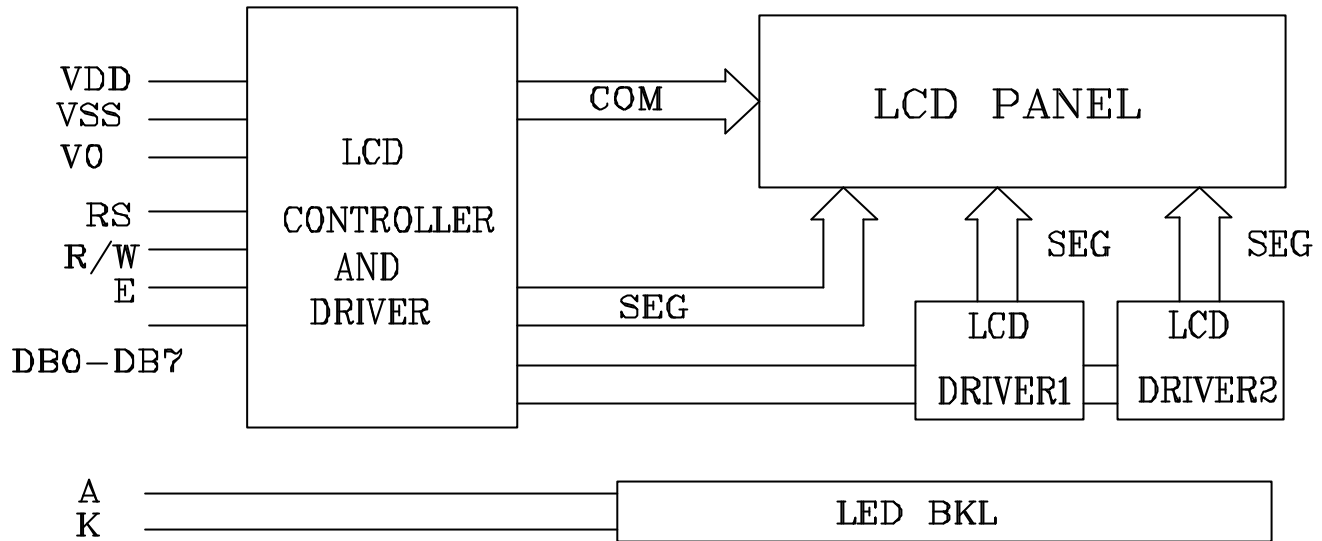 VDD
VSS
V0
RS
R/W
E
DB0-DB7
LCD
CONTROLLER
AND
DRIVER
COM
LCD PANEL
SEG
SEG
SEG
LCD
DRIVER1
LCD
DRIVER2
A
K
LED BKL